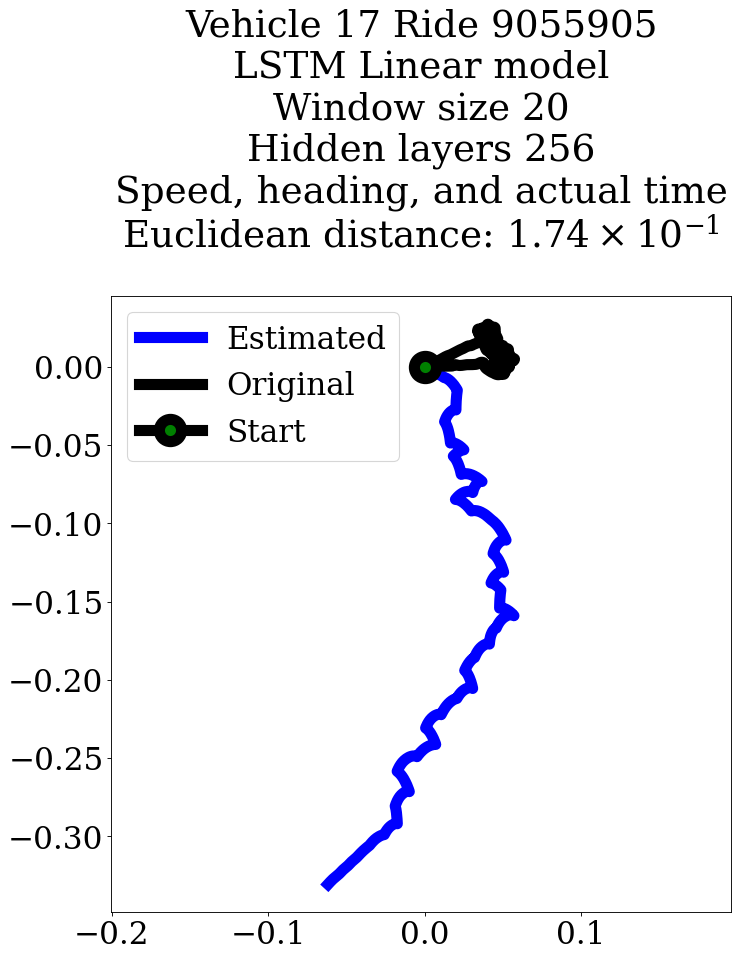 Vehicle 17 Ride 9055905
LSTM Linear model
Window size 20
Hidden layers 256
Speed, heading, and actual time
Euclidean distance: 1.74 × 10⁻¹
Estimated
Original
Start
0.00
−0.05
−0.10
−0.15
−0.20
−0.25
−0.30
−0.2
−0.1
0.0
0.1